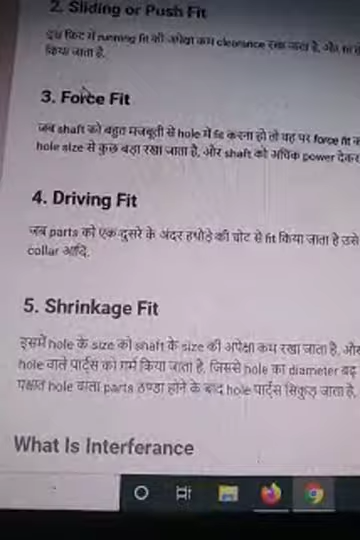 2. Sliding or Push Fit
इस फिट में running fit की अपेक्षा कम clearance रखा जाता है, और
किया जाता है.
3. Force Fit
जब shaft को बहुत मजबूती से hole में fit करना हो तो वह पर force fit
hole size से कुछ बड़ा रखा जाता है, और shaft को अधिक power देकर
4. Driving Fit
जब parts को एक दुसरे के अंदर हथोड़े की चोट से fit किया जाता है उसे
collar आदि.
5. Shrinkage Fit
इसमें hole के size को shaft के size की अपेक्षा कम रखा जाता है, और
hole वाले पार्ट्स को गर्म किया जाता है, जिससे hole का diameter बढ़
पश्चात hole वाला parts ठण्डा होने के बाद hole पार्ट्स सिकुड़ जाता है,
What Is Interferance